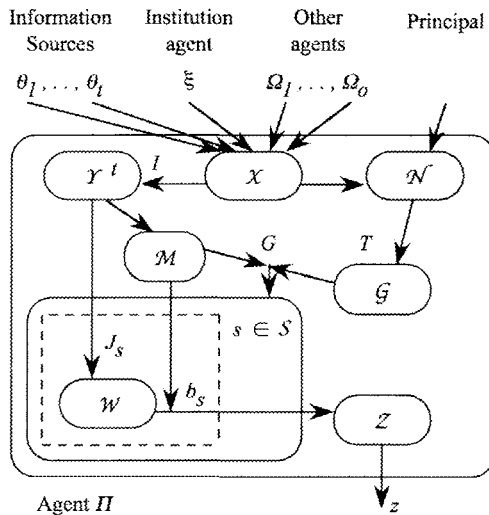 Information Sources
Institution agent
Other agents
Principal
θ1, . . , θt
ξ
Ω1, . . , Ωo
Υ t
I
X
N
M
G
T
G
s ∈ S
Js
W
bs
Z
Agent Π
z